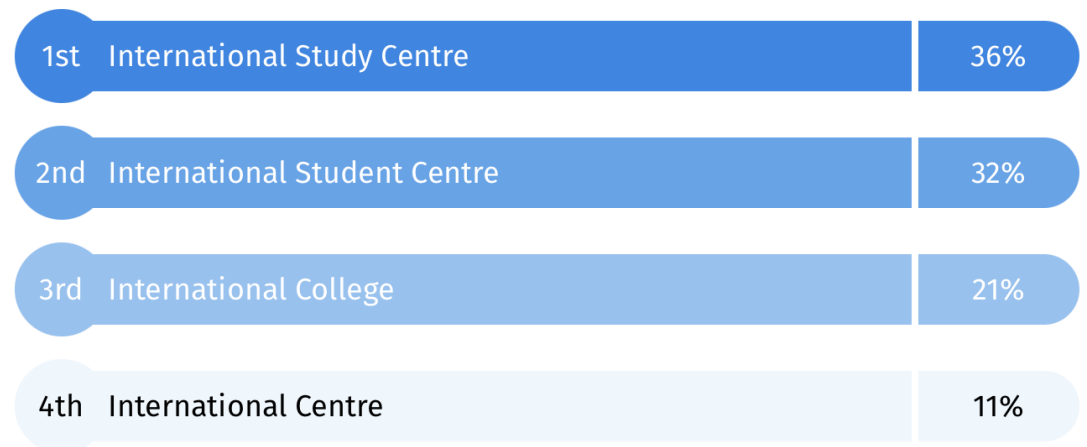 1st International Study Centre 36%
2nd International Student Centre 32%
3rd International College 21%
4th International Centre 11%